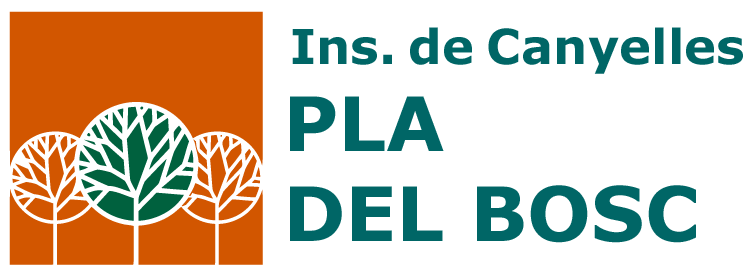 Ins. de Canyelles
PLA
DEL BOSC